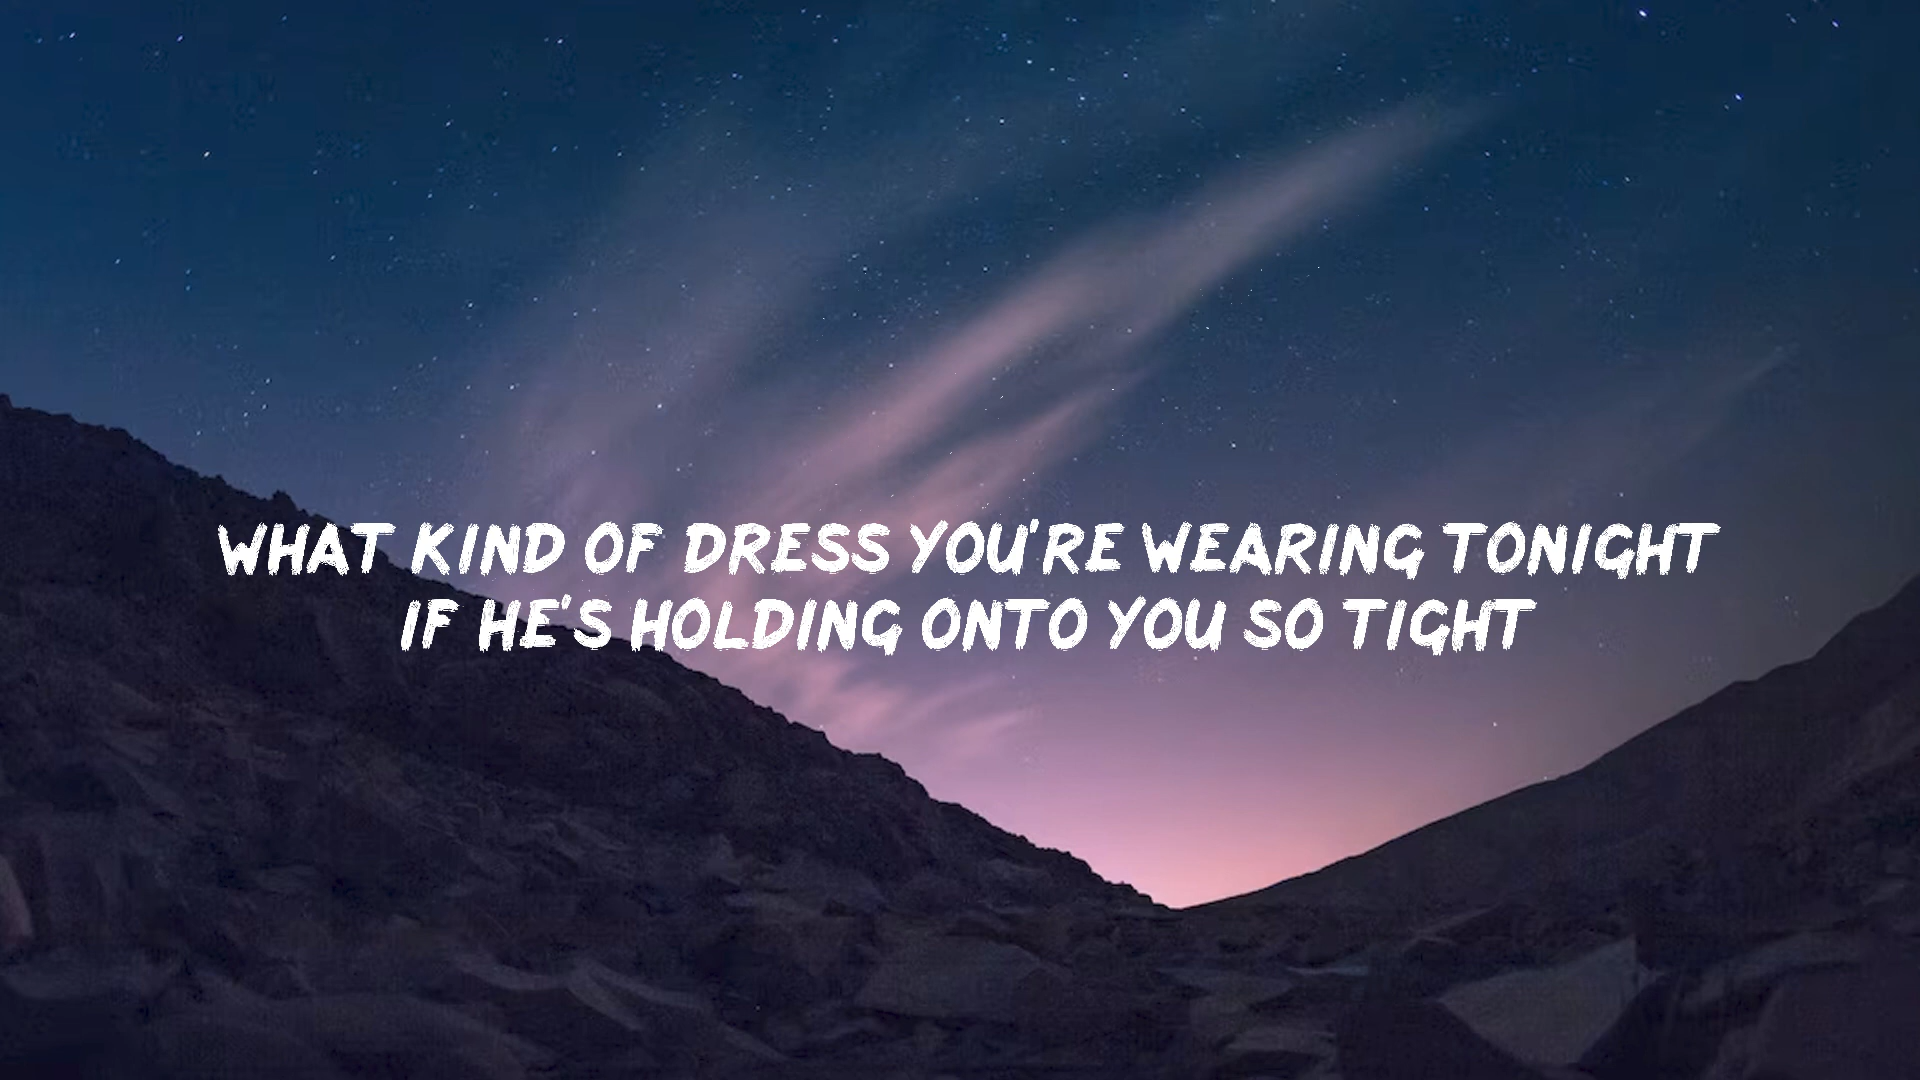 WHAT KIND OF DRESS YOU'RE WEARING TONIGHT
IF HE'S HOLDING ONTO YOU SO TIGHT